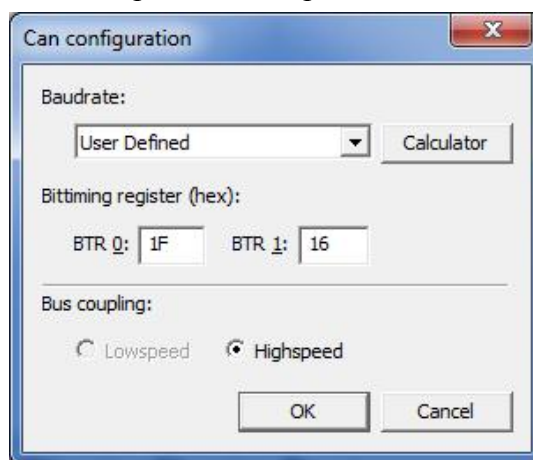 Can configuration
Baudrate:
User Defined
Calculator
Bittiming register (hex):
BTR 0: 1F BTR 1: 16
Bus coupling:
Lowspeed Highspeed
OK Cancel